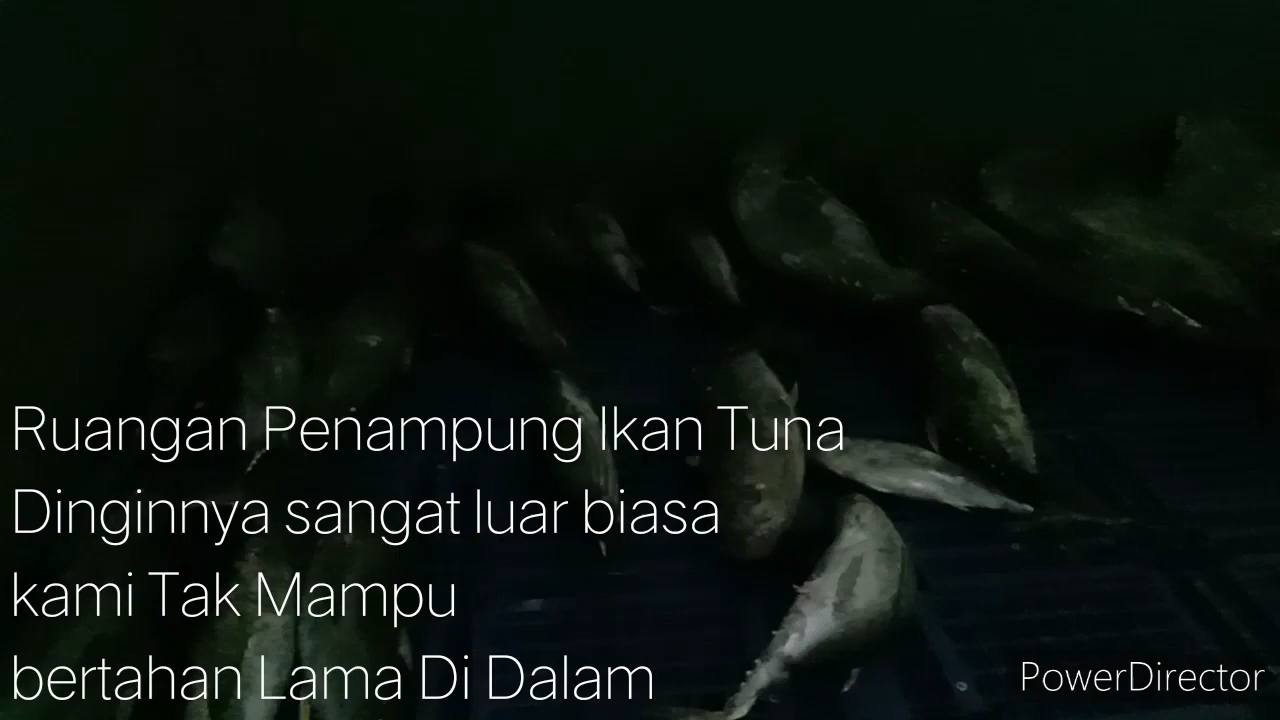 Ruangan Penampung Ikan Tuna
Dinginnya sangat luar biasa
kami Tak Mampu
bertahan Lama Di Dalam
PowerDirector